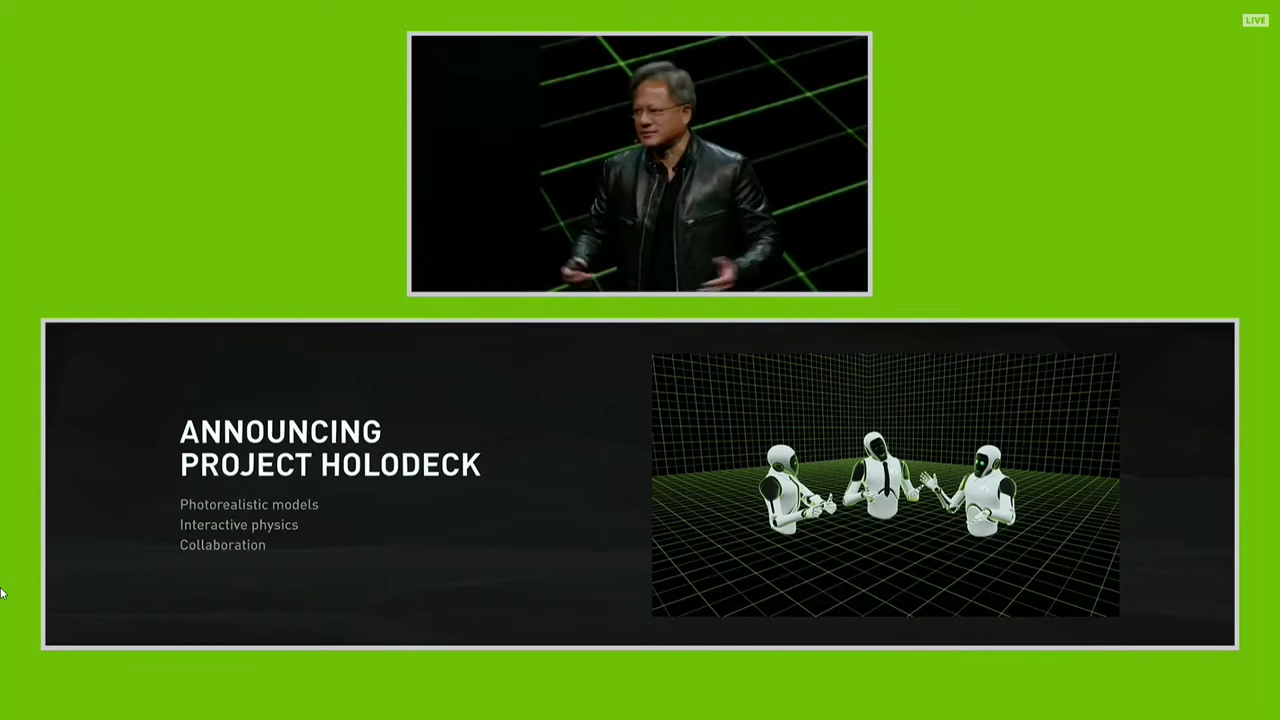 LIVE
ANNOUNCING
PROJECT HOLODECK
Photorealistic models
Interactive physics
Collaboration